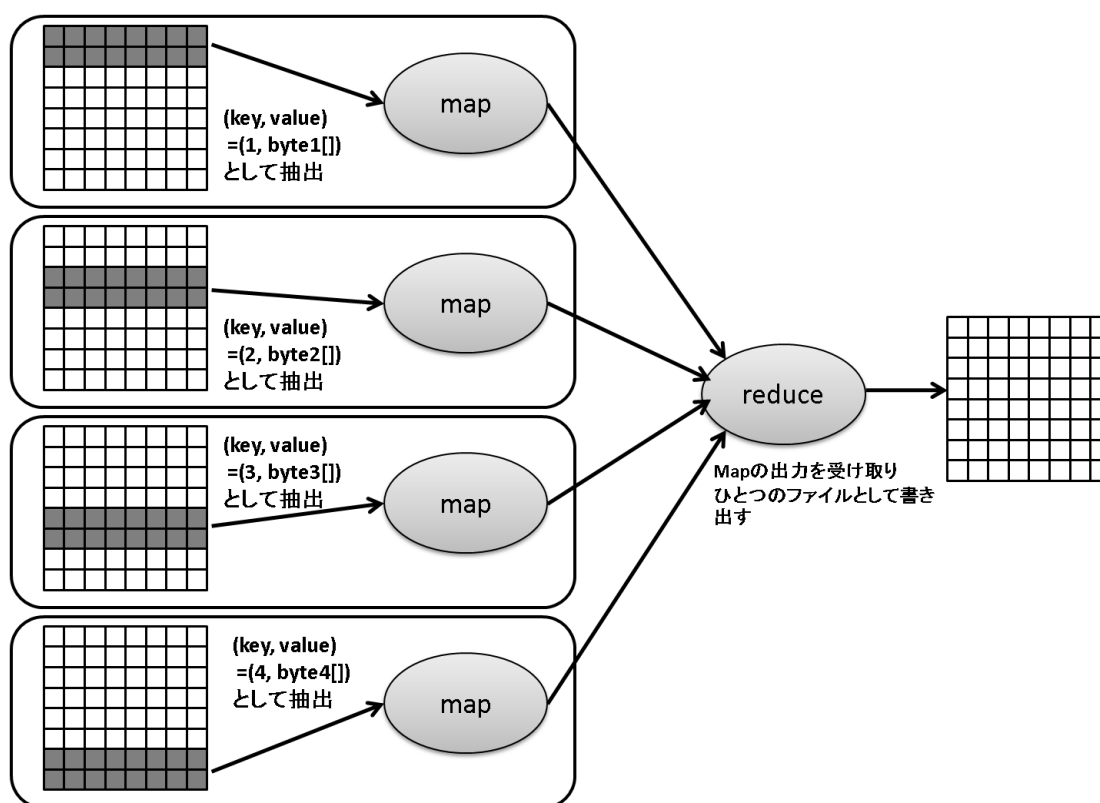 (key, value)
=(1, byte1[])
として抽出
map
(key, value)
=(2, byte2[])
として抽出
map
(key, value)
=(3, byte3[])
として抽出
map
(key, value)
=(4, byte4[])
として抽出
map
reduce
Mapの出力を受け取り
ひとつのファイルとして書き
出す